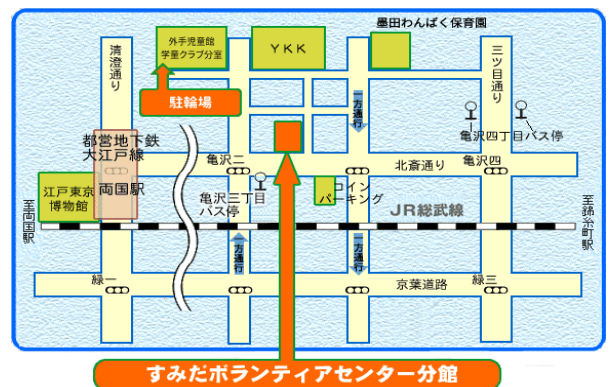 墨田わんぱく保育園
外手児童館
学童クラブ分室
YKK
清澄通り
三ツ目通り
駐輪場
一方通行
都営地下鉄
大江戸線
両国駅
亀沢四丁目バス停
亀沢二
北斎通り
亀沢四
江戸東京
博物館
亀沢三丁目
バス停
コイン
パーキング
JR総武線
至両国駅
至錦糸町駅
一方通行
一方通行
緑一
京葉道路
緑三
すみだボランティアセンター分館